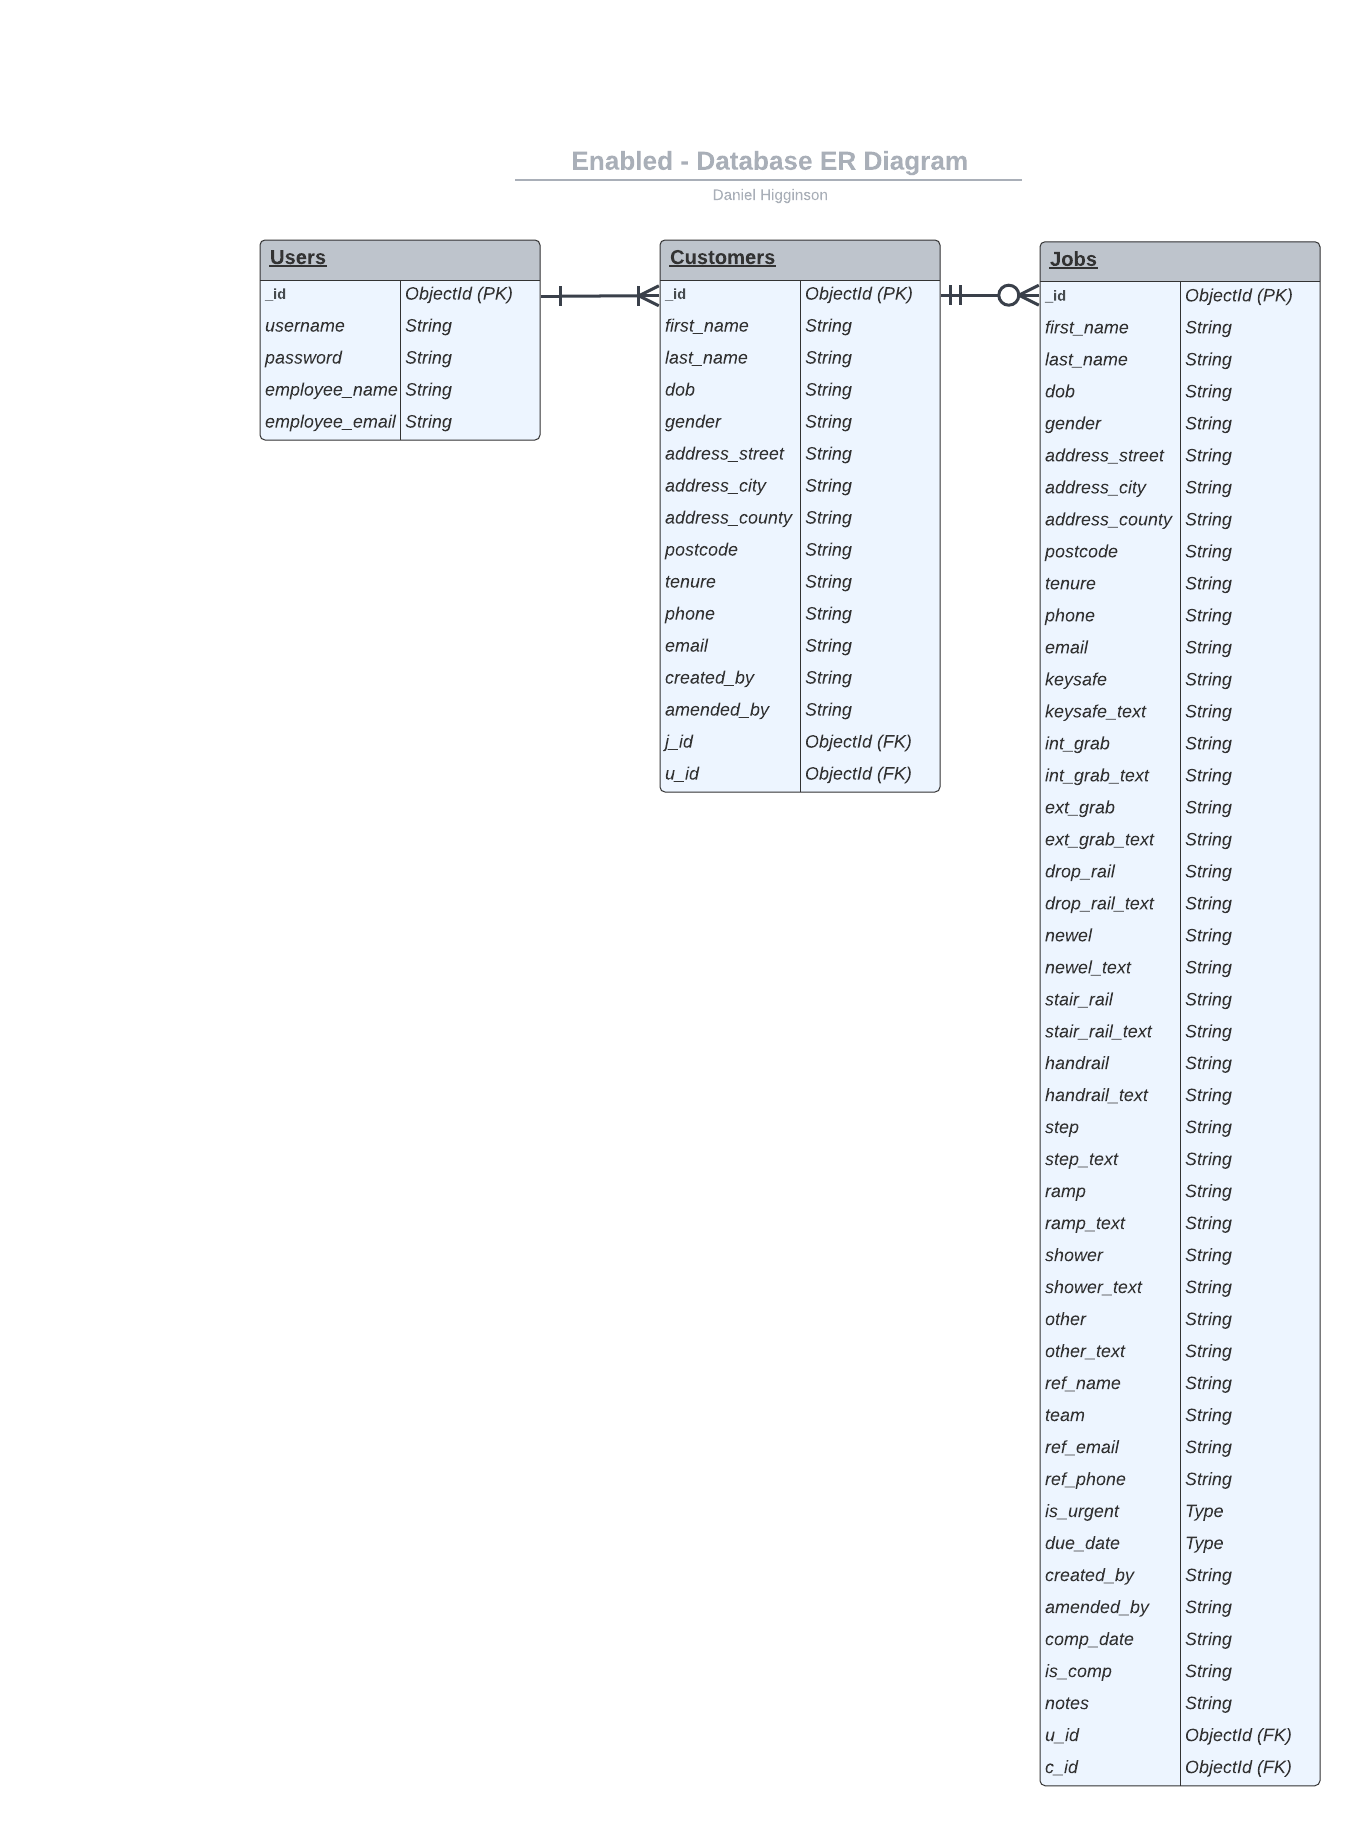 Enabled - Database ER Diagram
Daniel Higginson
Users
_id ObjectId (PK)
username String
password String
employee_name String
employee_email String
Customers
_id ObjectId (PK)
first_name String
last_name String
dob String
gender String
address_street String
address_city String
address_county String
postcode String
tenure String
phone String
email String
created_by String
amended_by String
j_id ObjectId (FK)
u_id ObjectId (FK)
Jobs
_id ObjectId (PK)
first_name String
last_name String
dob String
gender String
address_street String
address_city String
address_county String
postcode String
tenure String
phone String
email String
keysafe String
keysafe_text String
int_grab String
int_grab_text String
ext_grab String
ext_grab_text String
drop_rail String
drop_rail_text String
newel String
newel_text String
stair_rail String
stair_rail_text String
handrail String
handrail_text String
step String
step_text String
ramp String
ramp_text String
shower String
shower_text String
other String
other_text String
ref_name String
team String
ref_email String
ref_phone String
is_urgent Type
due_date Type
created_by String
amended_by String
comp_date String
is_comp String
notes String
u_id ObjectId (FK)
c_id ObjectId (FK)